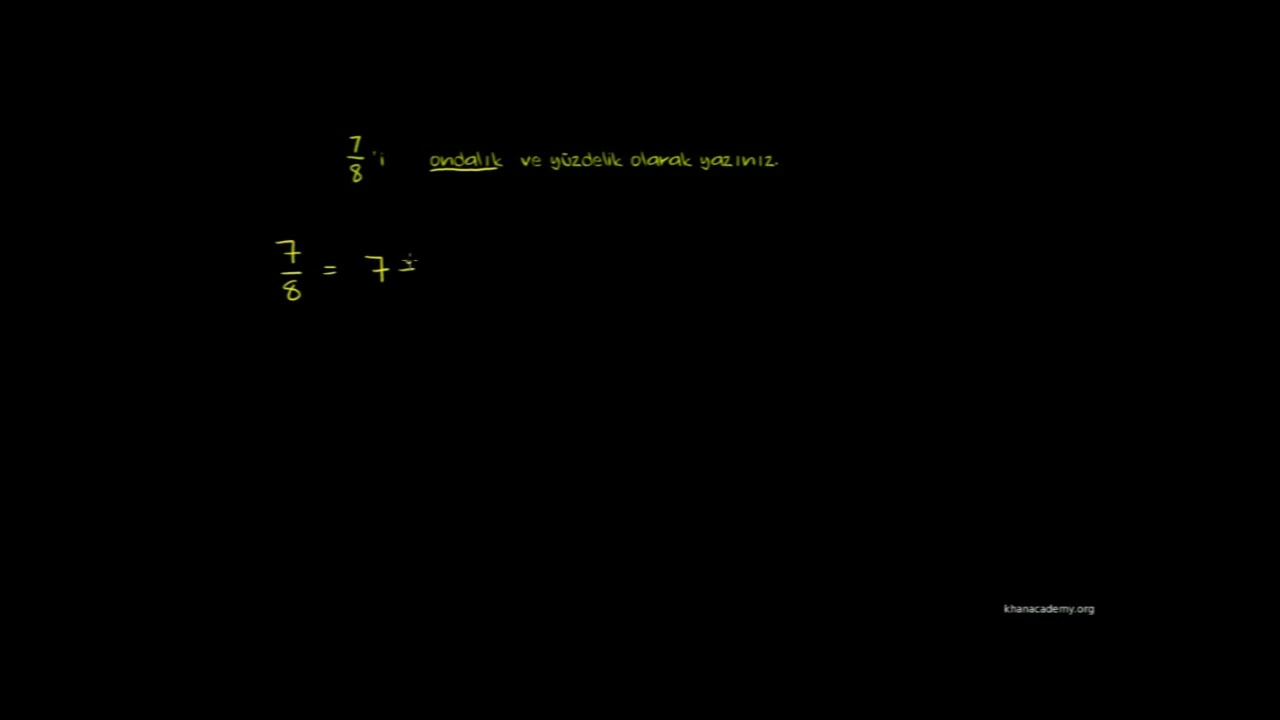 7/8 'i ondalık ve yüzdelik olarak yazınız.
7/8 = 7 ÷
khanacademy.org